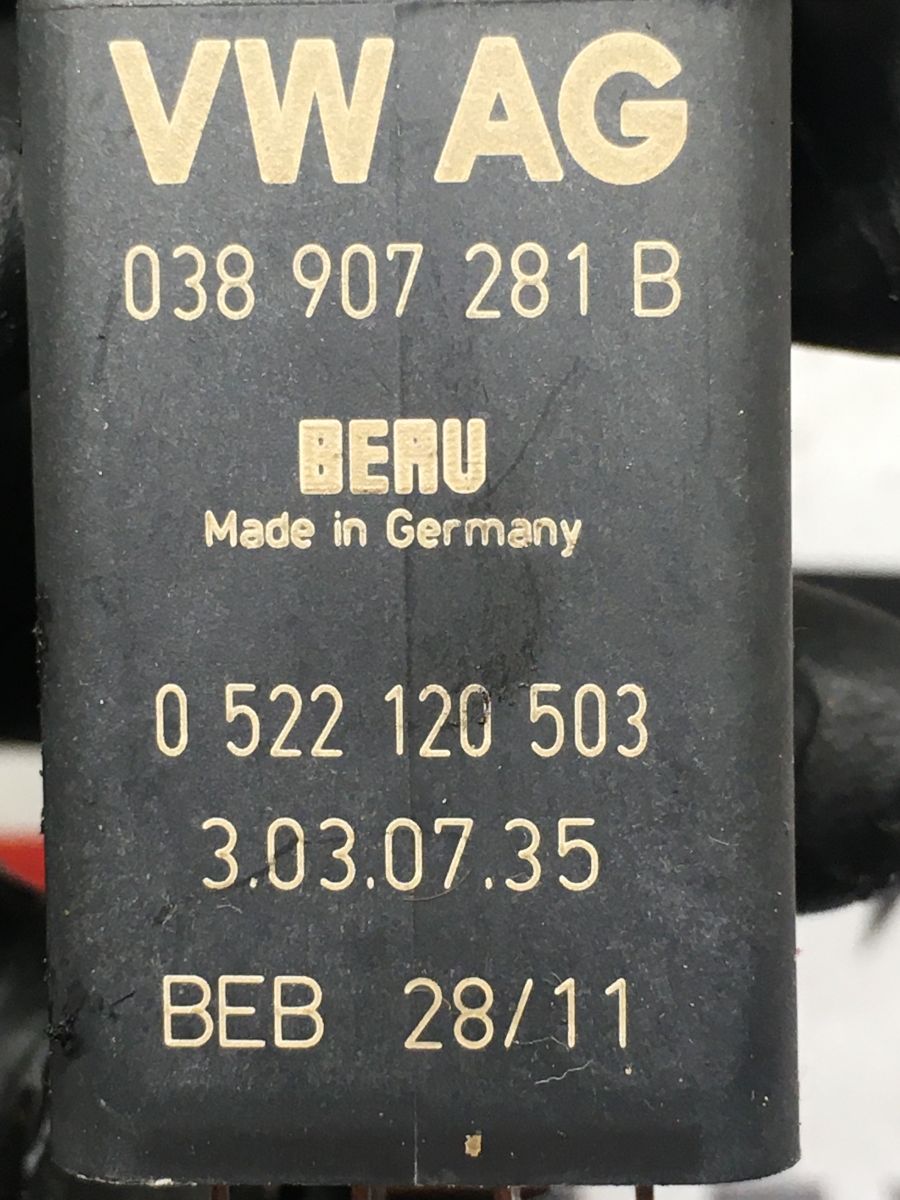 VW AG
038 907 281 B
BERU
Made in Germany
0 522 120 503
3.03.07.35
BEB 28/11